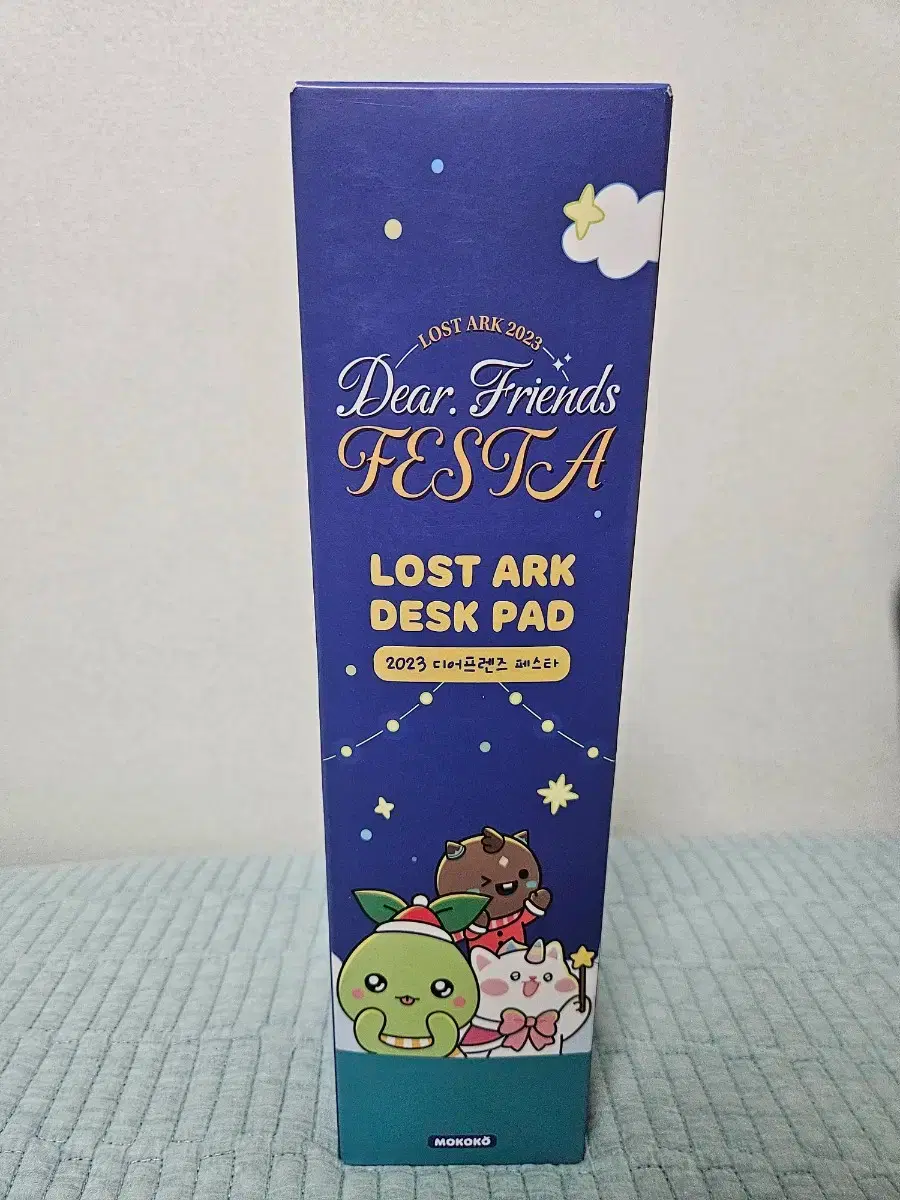 LOST ARK 2023
Dear. Friends
FESTA
LOST ARK
DESK PAD
2023 디어프렌즈 페스타
MOKOKO